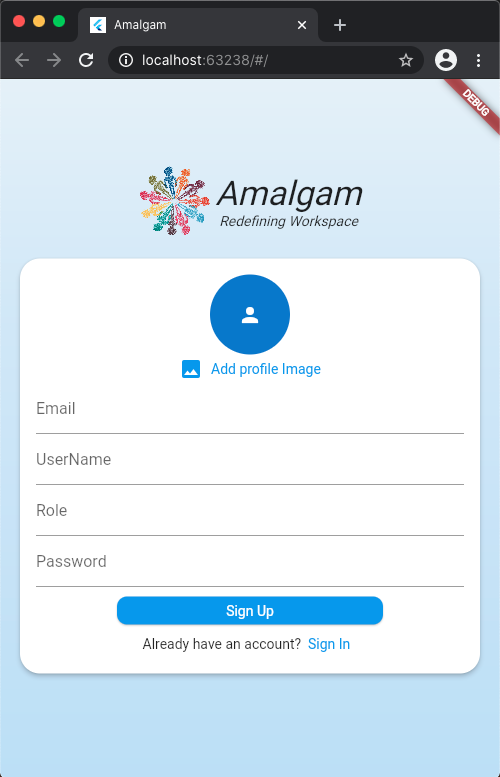 Amalgam
localhost:63238/#/
DEBUG
Amalgam
Redefining Workspace
Add profile Image
Email
UserName
Role
Password
Sign Up
Already have an account? Sign In